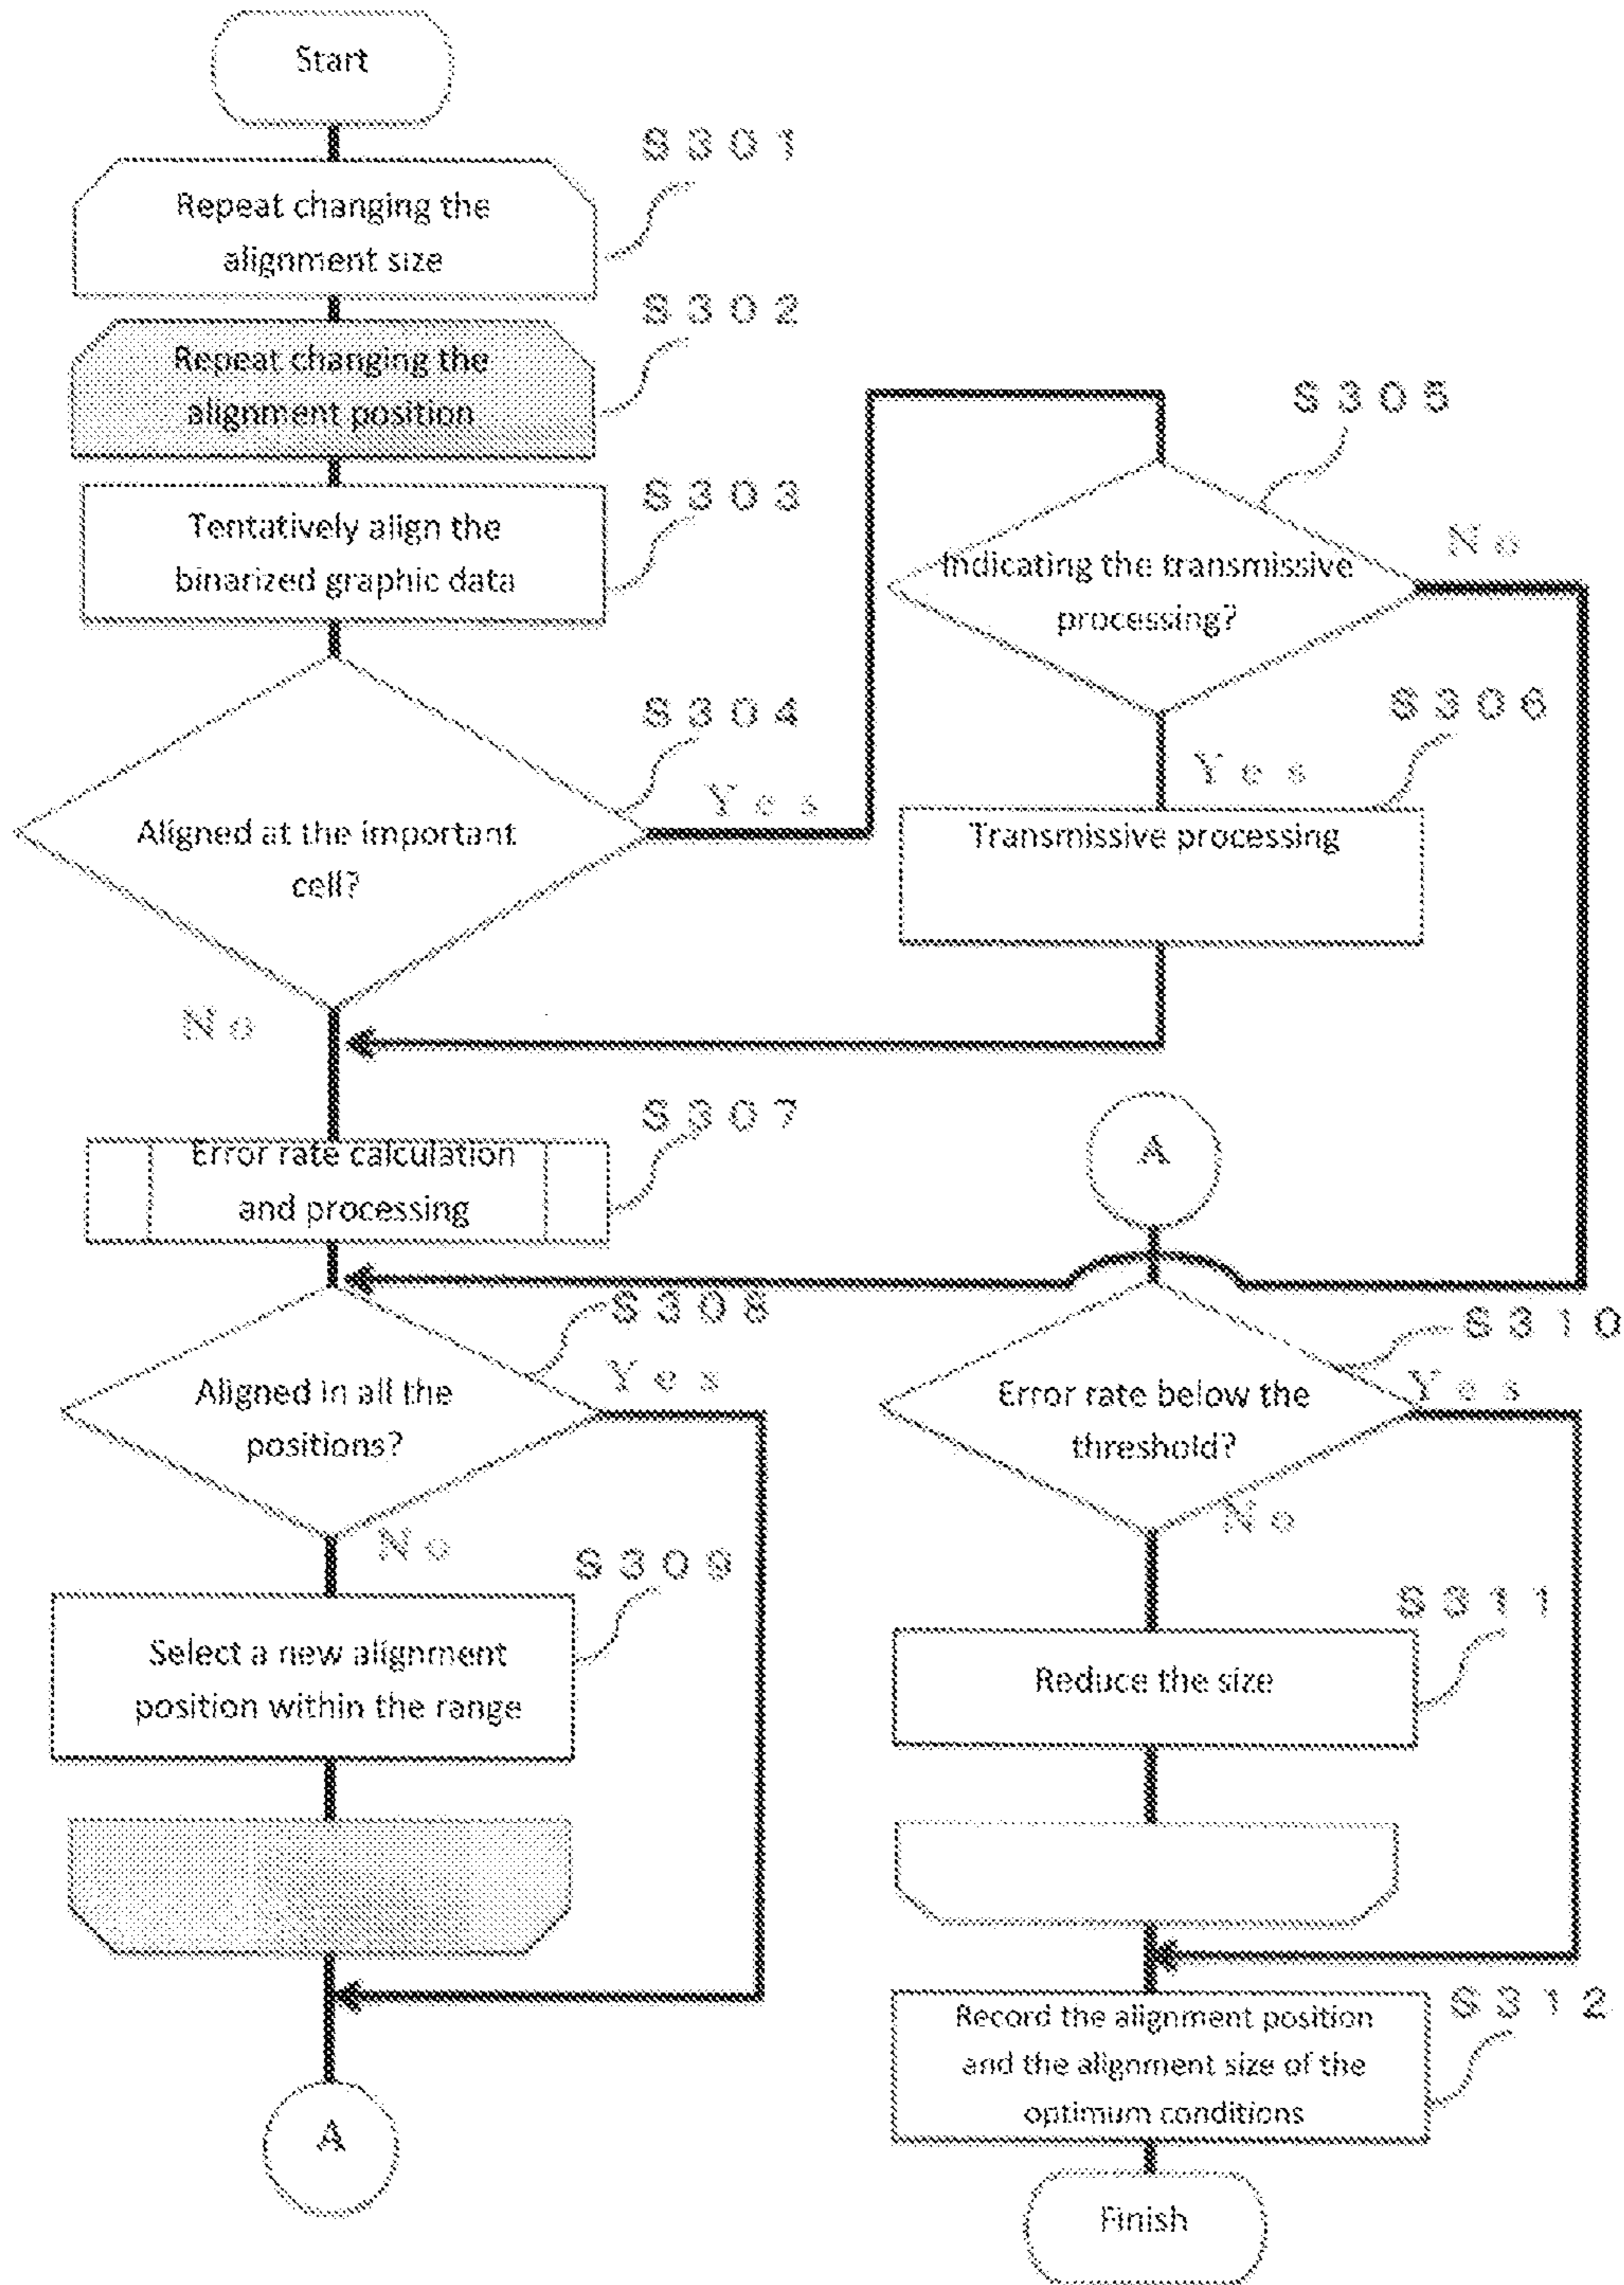 Start
S301
Repeat changing the
alignment size
S302
Repeat changing the
alignment position
S303
Tentatively align the
binarized graphic data
S304
Aligned at the important
cell?
Yes
No
S305
Indicating the transmissive
processing?
No
Yes
S306
Transmissive processing
S307
Error rate calculation
and processing
S308
Aligned in all the
positions?
Yes
No
S309
Select a new alignment
position within the range
A
A
S310
Error rate below the
threshold?
Yes
No
S311
Reduce the size
S312
Record the alignment position
and the alignment size of the
optimum conditions
Finish